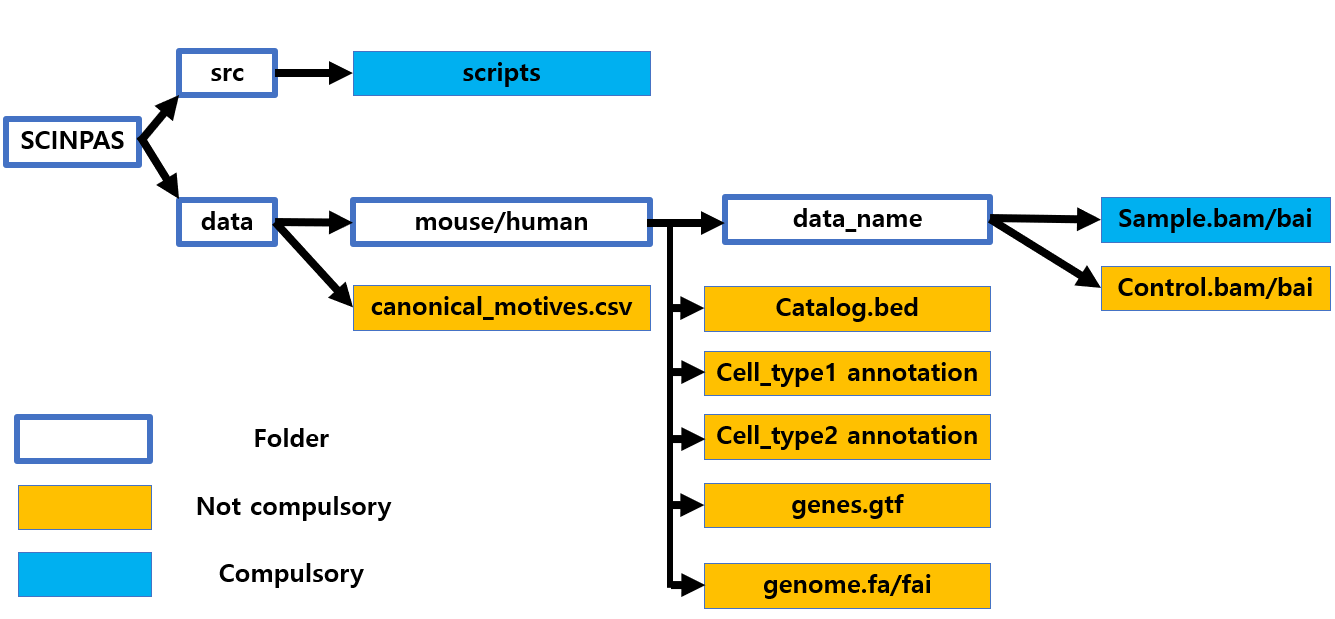 src
scripts
SCINPAS
data
mouse/human
data_name
Sample.bam/bai
Control.bam/bai
canonical_motives.csv
Catalog.bed
Cell_type1 annotation
Cell_type2 annotation
genes.gtf
genome.fa/fai
Folder
Not compulsory
Compulsory